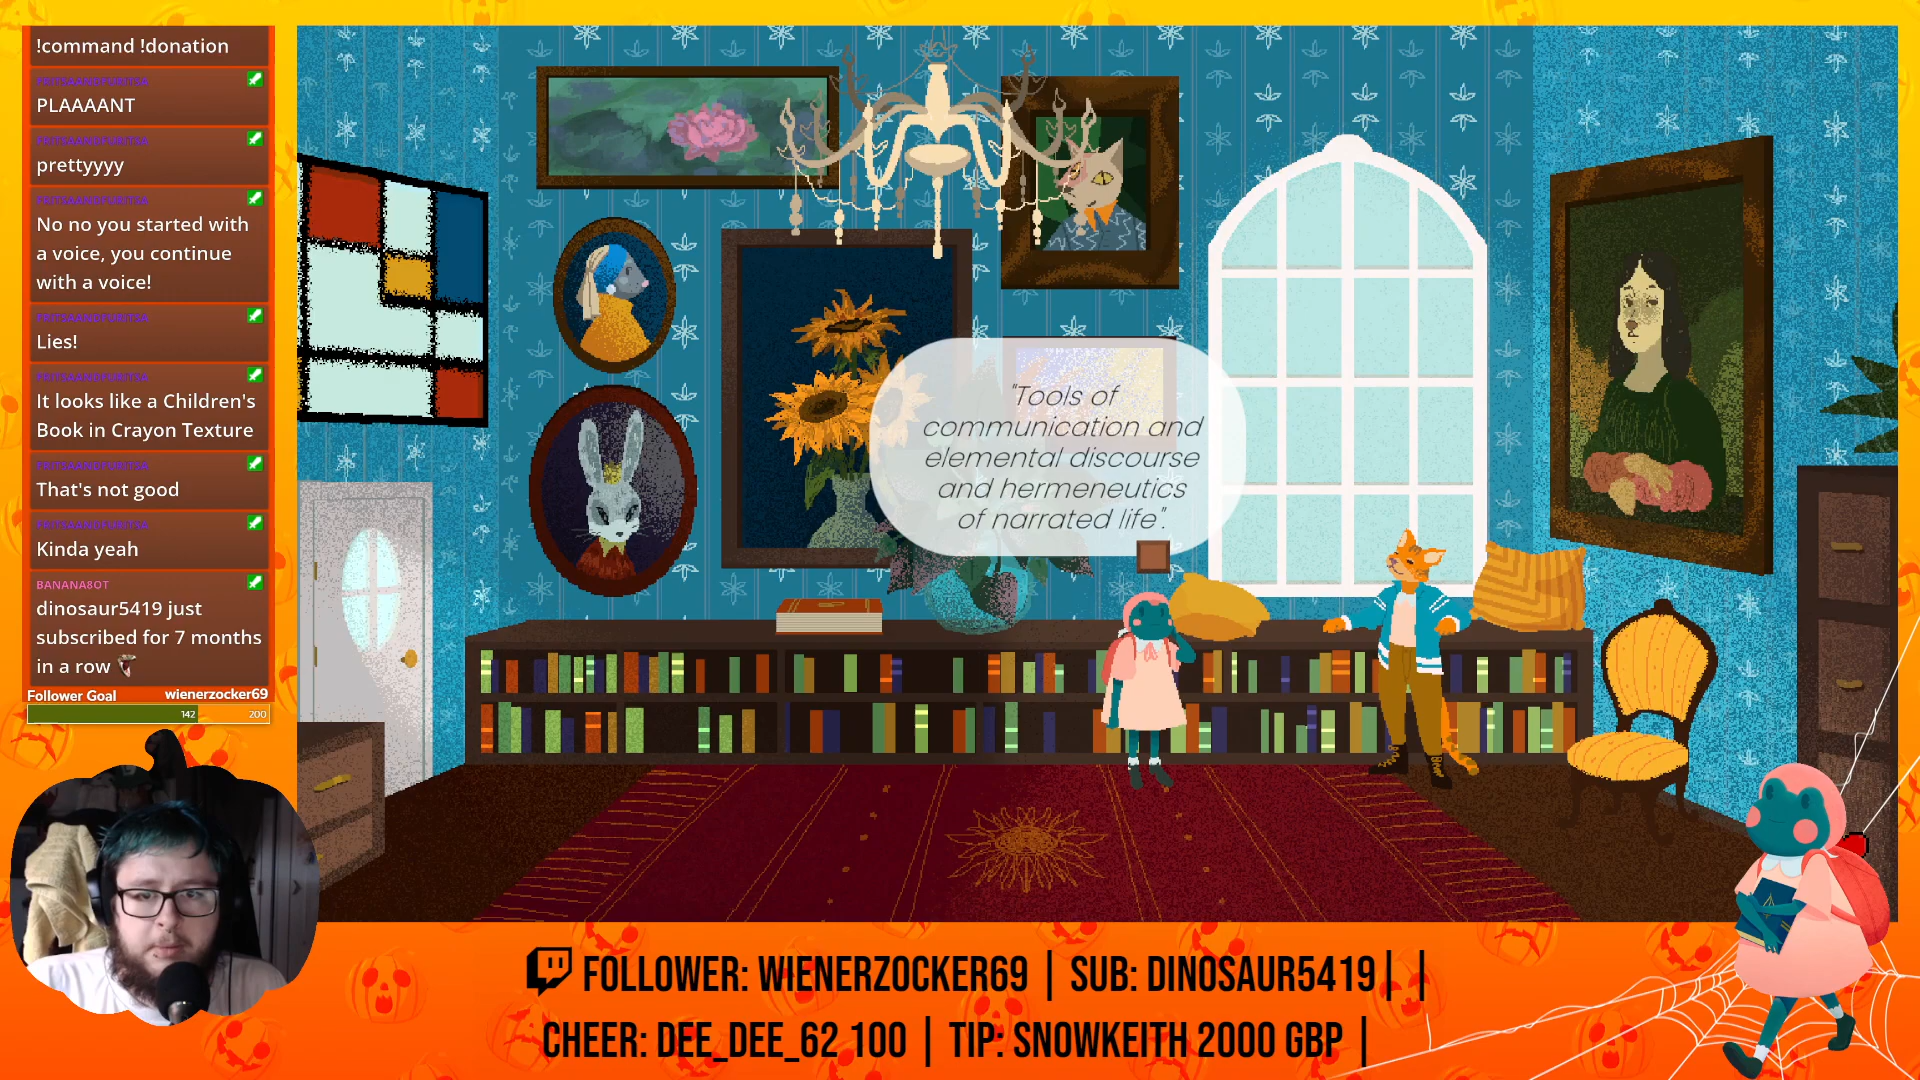 !command !donation
PLAAAANT
prettyyyy
No no you started with
a voice, you continue
with a voice!
Lies!
It looks like a Children's
Book in Crayon Texture
That's not good
Kinda yeah
BANANA8OT
dinosaur5419 just
subscribed for 7 months
in a row
Follower Goal wienerzocker69
142 200
"Tools of
communication and
elemental discourse
and hermeneutics
of narrated life".
FOLLOWER: WIENERZOCKER69 | SUB: DINOSAUR5419 | |
CHEER: DEE_DEE_62 100 | TIP: SNOWKEITH 2000 GBP |